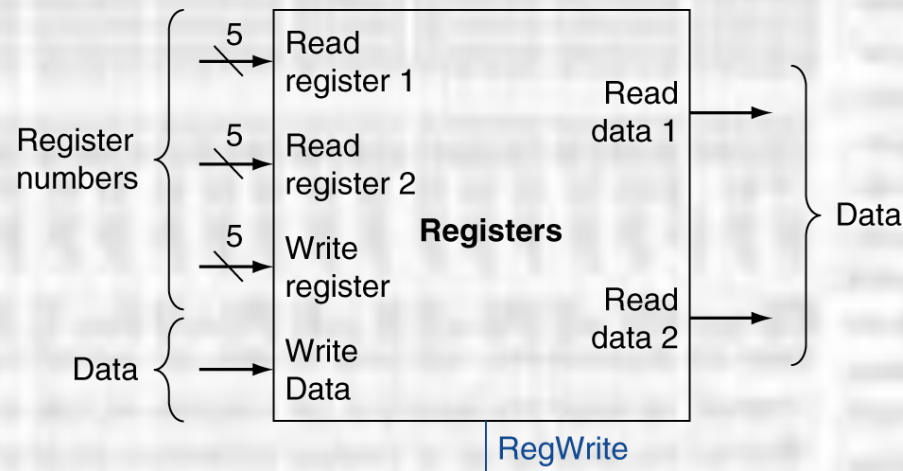 5
Read
register 1
Read
data 1
Register
numbers
5
Read
register 2
Registers
Data
5
Write
register
Read
data 2
Data
Write
Data
RegWrite